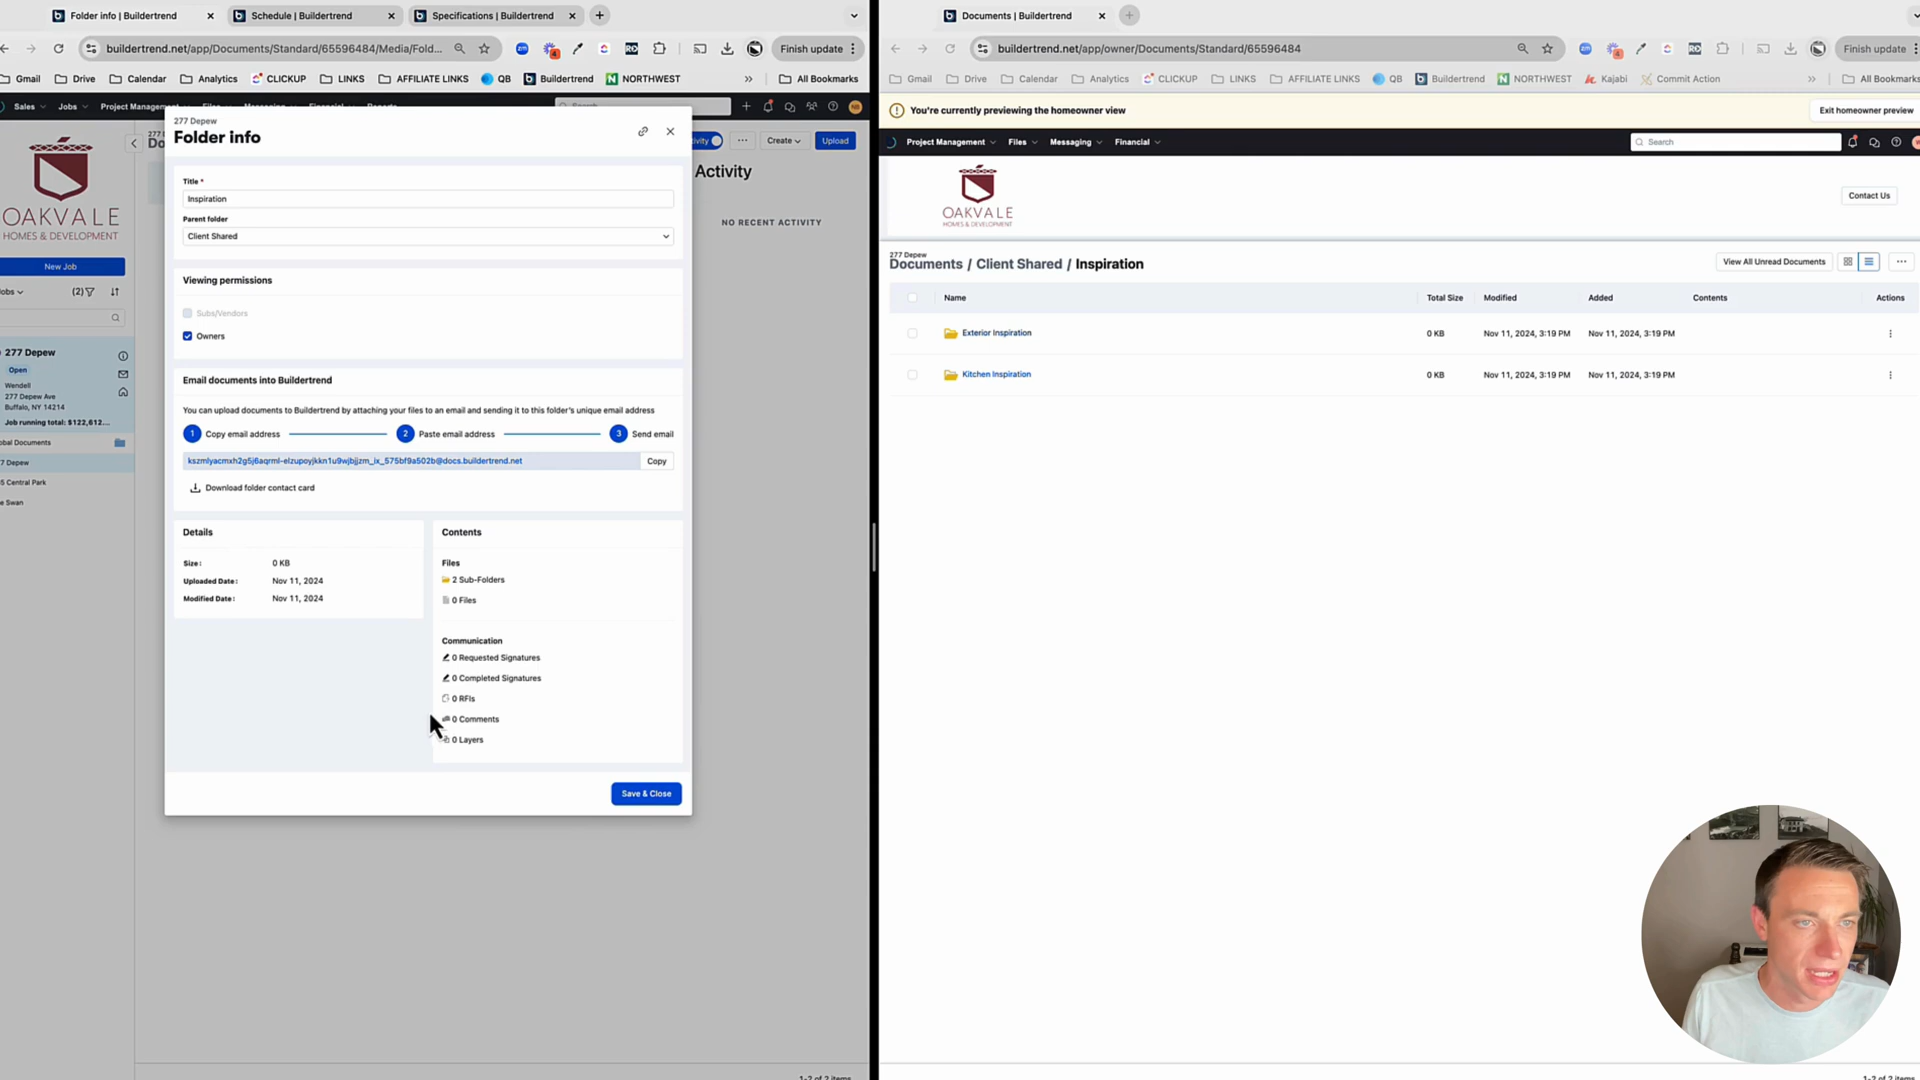 Folder info | Buildertrend
Schedule | Buildertrend
Specifications | Buildertrend
buildertrend.net/app/Documents/Standard/65596484/Media/Fold...
Finish update
Gmail
Drive
Calendar
Analytics
CLICKUP
LINKS
AFFILIATE LINKS
QB
Buildertrend
NORTHWEST
All Bookmarks
Sales
Jobs
Project Management
OAKVALE
HOMES & DEVELOPMENT
New Job
(2)
277 Depew
Open
Wendell
277 Depew Ave
Buffalo, NY 14214
Job running total: $122,612...
obal Documents
7 Depew
5 Central Park
e Swan
Create
Upload
Activity
NO RECENT ACTIVITY
1-2 of 2 items
277 Depew
Folder info
Title *
Inspiration
Parent folder
Client Shared
Viewing permissions
Subs/Vendors
Owners
Email documents into Buildertrend
You can upload documents to Buildertrend by attaching your files to an email and sending it to this folder's unique email address
1 Copy email address
2 Paste email address
3 Send email
kszmlyacmxh2g5j6aqrml-elzupoyjkkn1u9wjbjjzm_ix_575bf9a502b@docs.buildertrend.net
Copy
Download folder contact card
Details
Size: 0 KB
Uploaded Date: Nov 11, 2024
Modified Date: Nov 11, 2024
Contents
Files
2 Sub-Folders
0 Files
Communication
0 Requested Signatures
0 Completed Signatures
0 RFIs
0 Comments
0 Layers
Save & Close
Documents | Buildertrend
buildertrend.net/app/owner/Documents/Standard/65596484
Finish update
Gmail
Drive
Calendar
Analytics
CLICKUP
LINKS
AFFILIATE LINKS
QB
Buildertrend
NORTHWEST
Kajabi
Commit Action
All Bookmarks
You're currently previewing the homeowner view
Exit homeowner preview
Project Management
Files
Messaging
Financial
Search
OAKVALE
HOMES & DEVELOPMENT
Contact Us
277 Depew
Documents / Client Shared / Inspiration
View All Unread Documents
Name Total Size Modified Added Contents Actions
Exterior Inspiration 0 KB Nov 11, 2024, 3:19 PM Nov 11, 2024, 3:19 PM
Kitchen Inspiration 0 KB Nov 11, 2024, 3:19 PM Nov 11, 2024, 3:19 PM
1-2 of 2 items